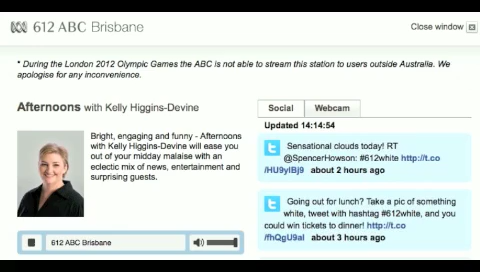 612 ABC Brisbane
Close window
* During the London 2012 Olympic Games the ABC is not able to stream this station to users outside Australia. We
apologise for any inconvenience.
Afternoons with Kelly Higgins-Devine
Bright, engaging and funny - Afternoons
with Kelly Higgins-Devine will ease you
out of your midday malaise with an
eclectic mix of news, entertainment and
surprising guests.
612 ABC Brisbane
Social
Webcam
Updated 14:14:54
Sensational clouds today! RT
@SpencerHowson: #612white http://t.co
/HU9yIBj9 about 2 hours ago
Going out for lunch? Take a pic of something
white, tweet with hashtag #612white, and you
could win tickets to dinner! http://t.co
/fhQgU9al about 3 hours ago